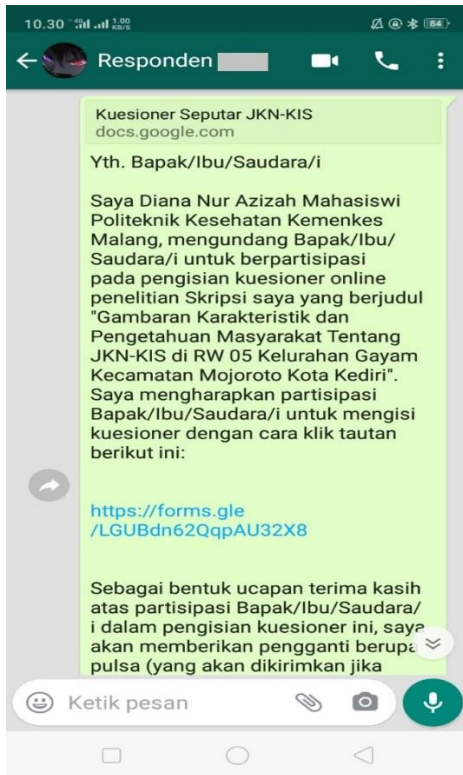 10.30 1.00 KB/S 84
Responden
Kuesioner Seputar JKN-KIS
docs.google.com
Yth. Bapak/Ibu/Saudara/i
Saya Diana Nur Azizah Mahasiswi
Politeknik Kesehatan Kemenkes
Malang, mengundang Bapak/Ibu/
Saudara/i untuk berpartisipasi
pada pengisian kuesioner online
penelitian Skripsi saya yang berjudul
"Gambaran Karakteristik dan
Pengetahuan Masyarakat Tentang
JKN-KIS di RW 05 Kelurahan Gayam
Kecamatan Mojoroto Kota Kediri".
Saya mengharapkan partisipasi
Bapak/Ibu/Saudara/i untuk mengisi
kuesioner dengan cara klik tautan
berikut ini:
https://forms.gle
/LGUBdn62QqpAU32X8
Sebagai bentuk ucapan terima kasih
atas partisipasi Bapak/Ibu/Saudara/
i dalam pengisian kuesioner ini, saya
akan memberikan pengganti berupa
pulsa (yang akan dikirimkan jika
Ketik pesan